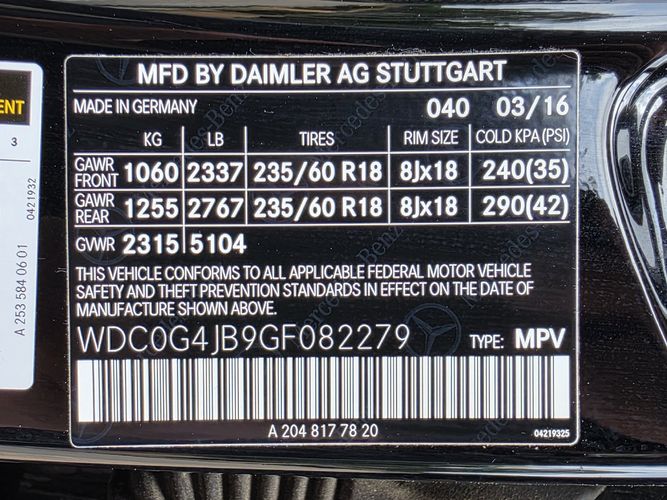 MFD BY DAIMLER AG STUTTGART
MADE IN GERMANY 040 03/16
KG LB TIRES RIM SIZE COLD KPA (PSI)
GAWR FRONT 1060 2337 235/60 R18 8Jx18 240(35)
GAWR REAR 1255 2767 235/60 R18 8Jx18 290(42)
GVWR 2315 5104
THIS VEHICLE CONFORMS TO ALL APPLICABLE FEDERAL MOTOR VEHICLE
SAFETY AND THEFT PREVENTION STANDARDS IN EFFECT ON THE DATE OF
MANUFACTURE SHOWN ABOVE.
WDC0G4JB9GF082279 TYPE: MPV
A 204 817 78 20 04219325
ENT
3
0421932
A 253 584 06 01
Mercedes-Benz